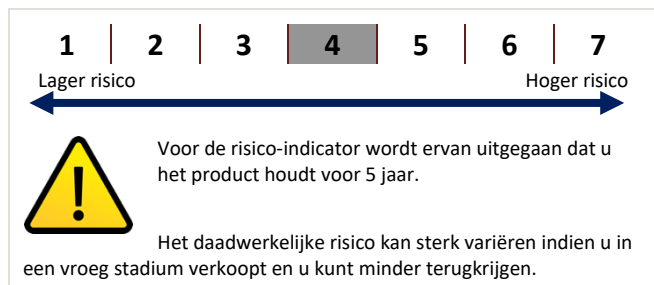 1 2 3 4 5 6 7
Lager risico Hoger risico
Voor de risico-indicator wordt ervan uitgegaan dat u
het product houdt voor 5 jaar.
Het daadwerkelijke risico kan sterk variëren indien u in
een vroeg stadium verkoopt en u kunt minder terugkrijgen.